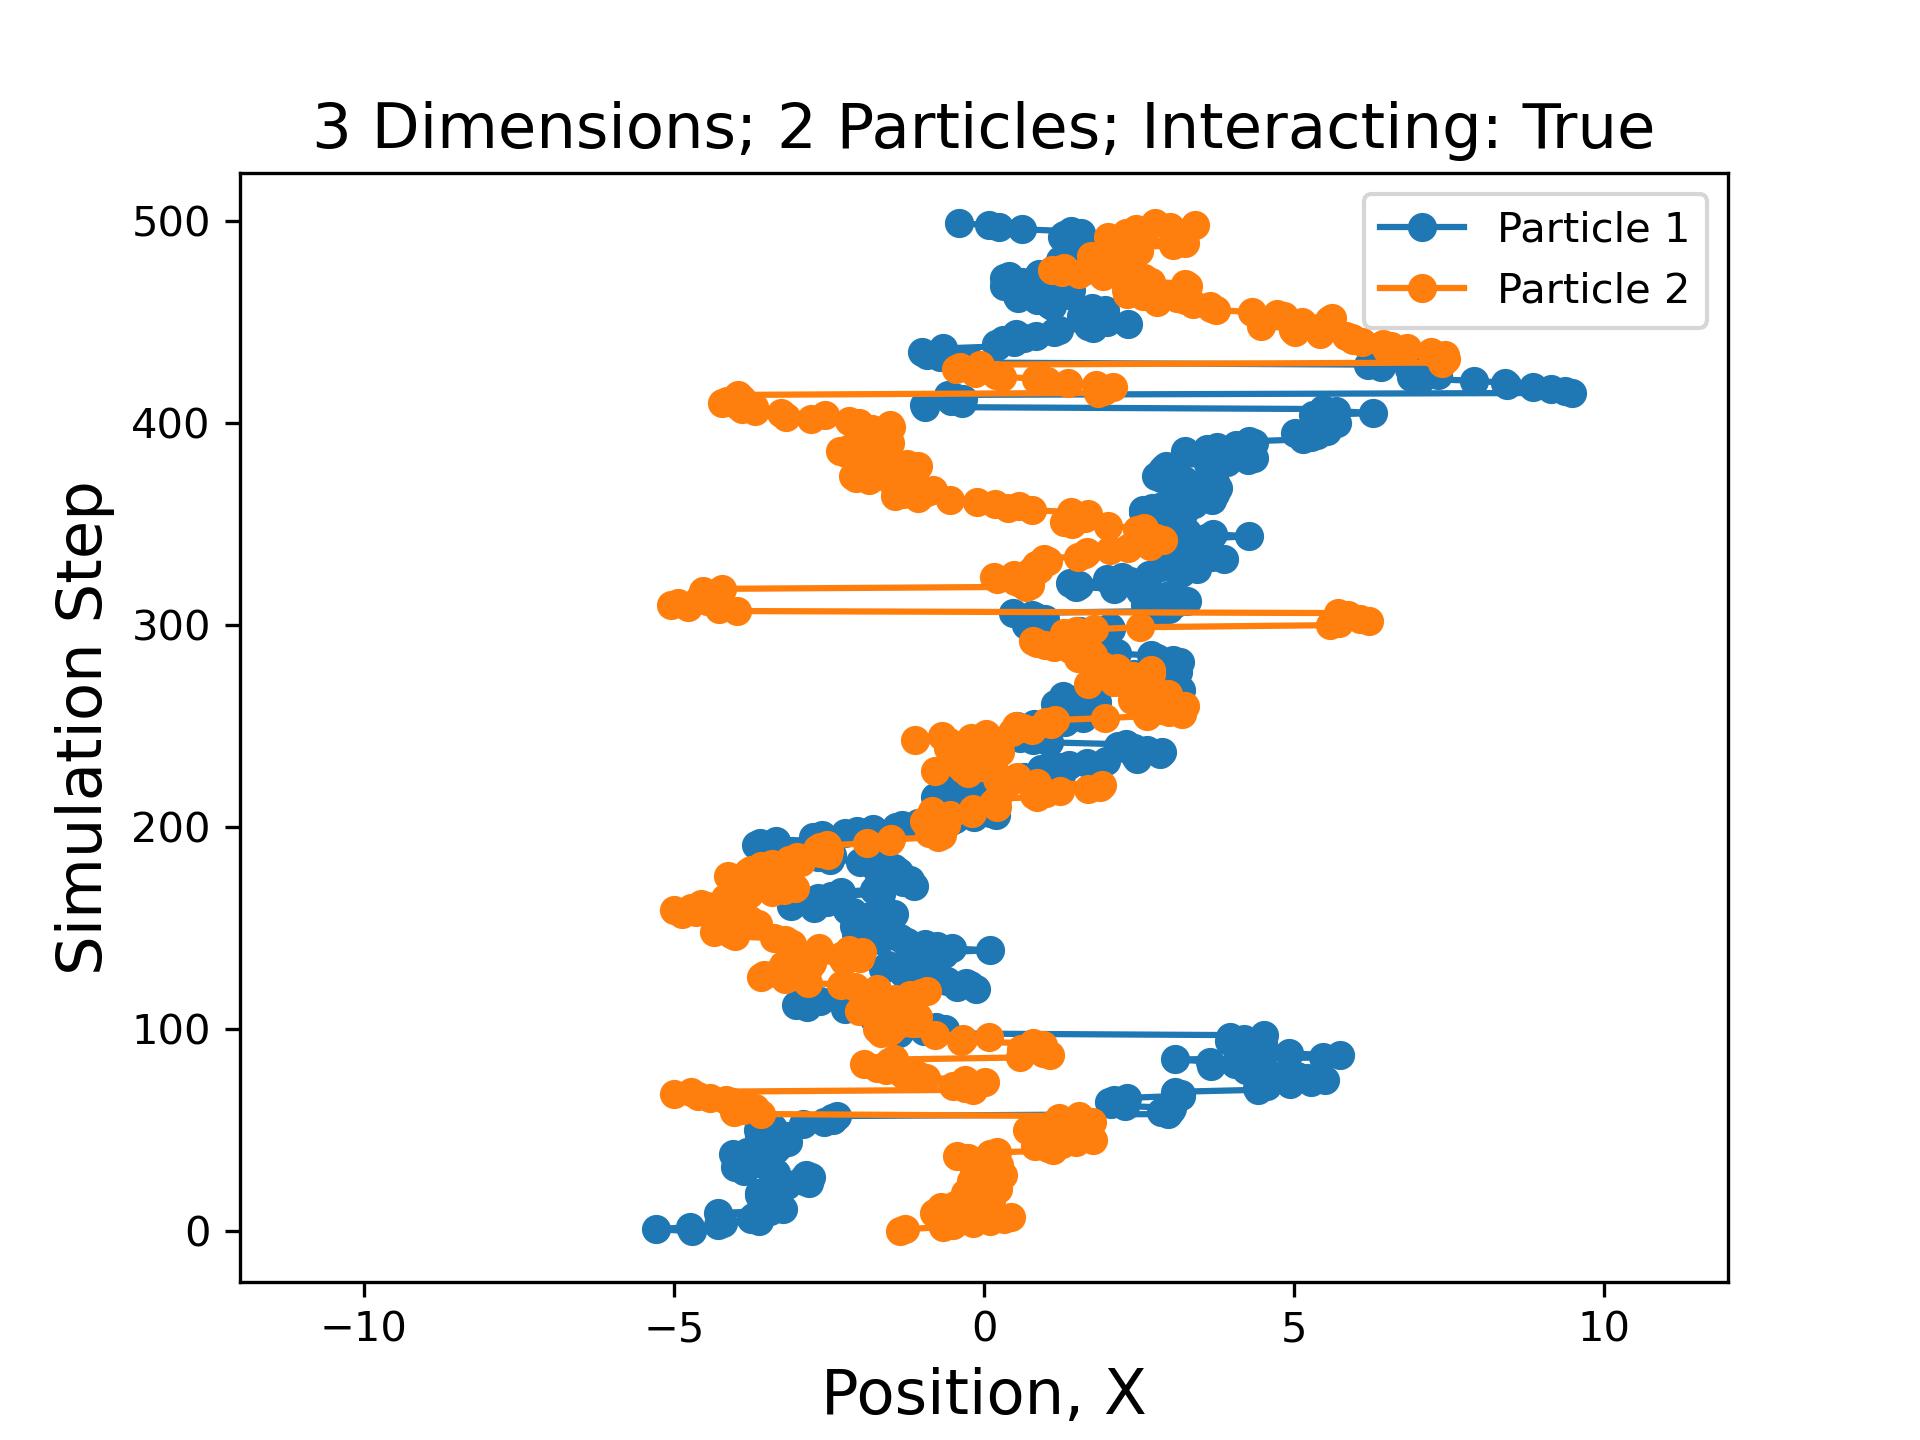 3 Dimensions; 2 Particles; Interacting: True
Particle 1
Particle 2
Simulation Step
500
400
300
200
100
0
−10 −5 0 5 10
Position, X